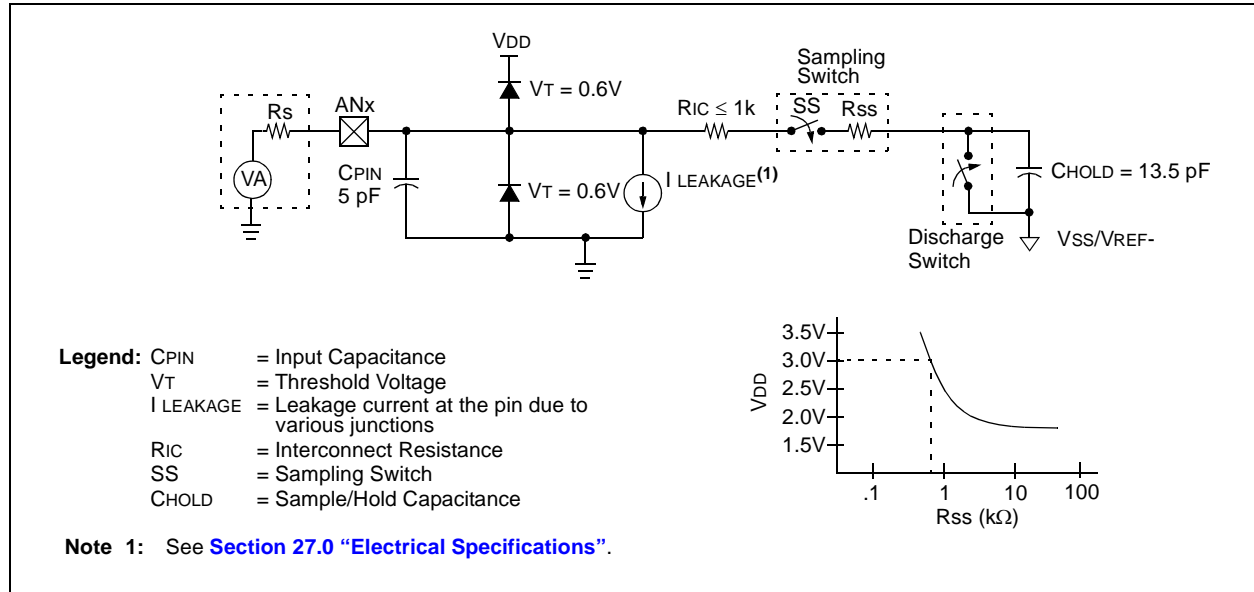 VDD
Sampling
Switch
VT = 0.6V
Rs
ANx
RIC ≤ 1k
SS
Rss
VA
CPIN
5 pF
VT = 0.6V
I LEAKAGE(1)
CHOLD = 13.5 pF
Discharge
Switch
VSS/VREF-
Legend: CPIN = Input Capacitance
VT = Threshold Voltage
I LEAKAGE = Leakage current at the pin due to
various junctions
RIC = Interconnect Resistance
SS = Sampling Switch
CHOLD = Sample/Hold Capacitance
VDD
3.5V
3.0V
2.5V
2.0V
1.5V
.1 1 10 100
Rss (kΩ)
Note 1: See Section 27.0 “Electrical Specifications”.